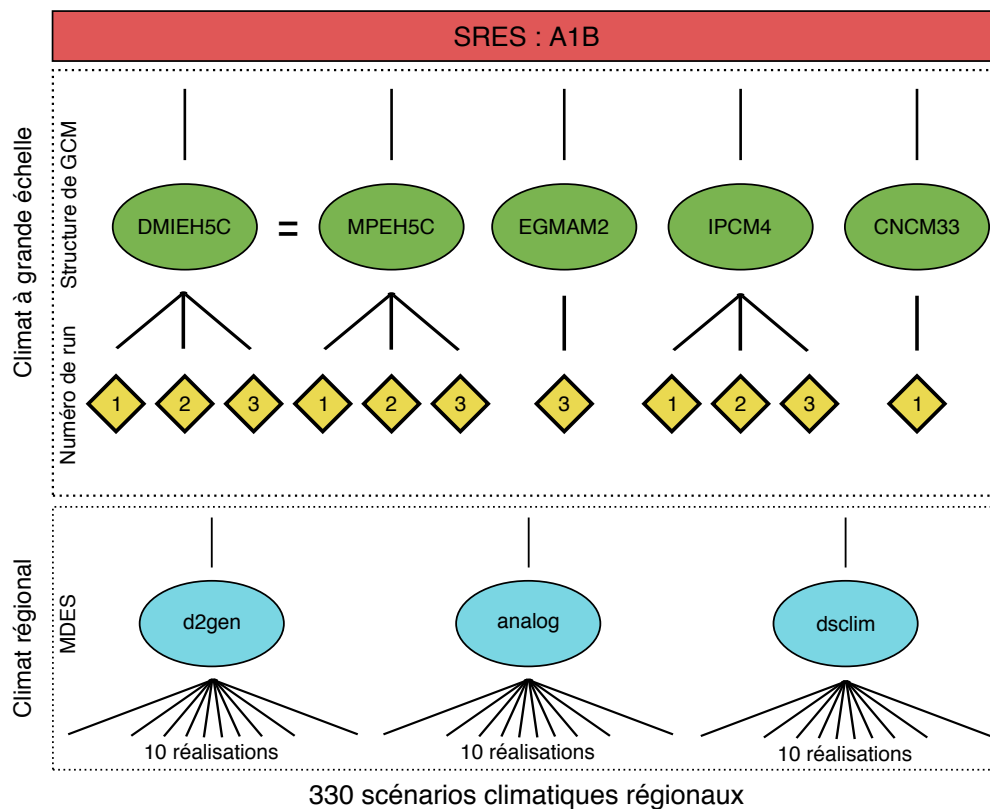 SRES : A1B
Climat à grande échelle
Structure de GCM
DMIEH5C = MPEH5C EGMAM2 IPCM4 CNCM33
Numéro de run
1 2 3 1 2 3 3 1 2 3 1
Climat régional
MDES
d2gen analog dsclim
10 réalisations 10 réalisations 10 réalisations
330 scénarios climatiques régionaux